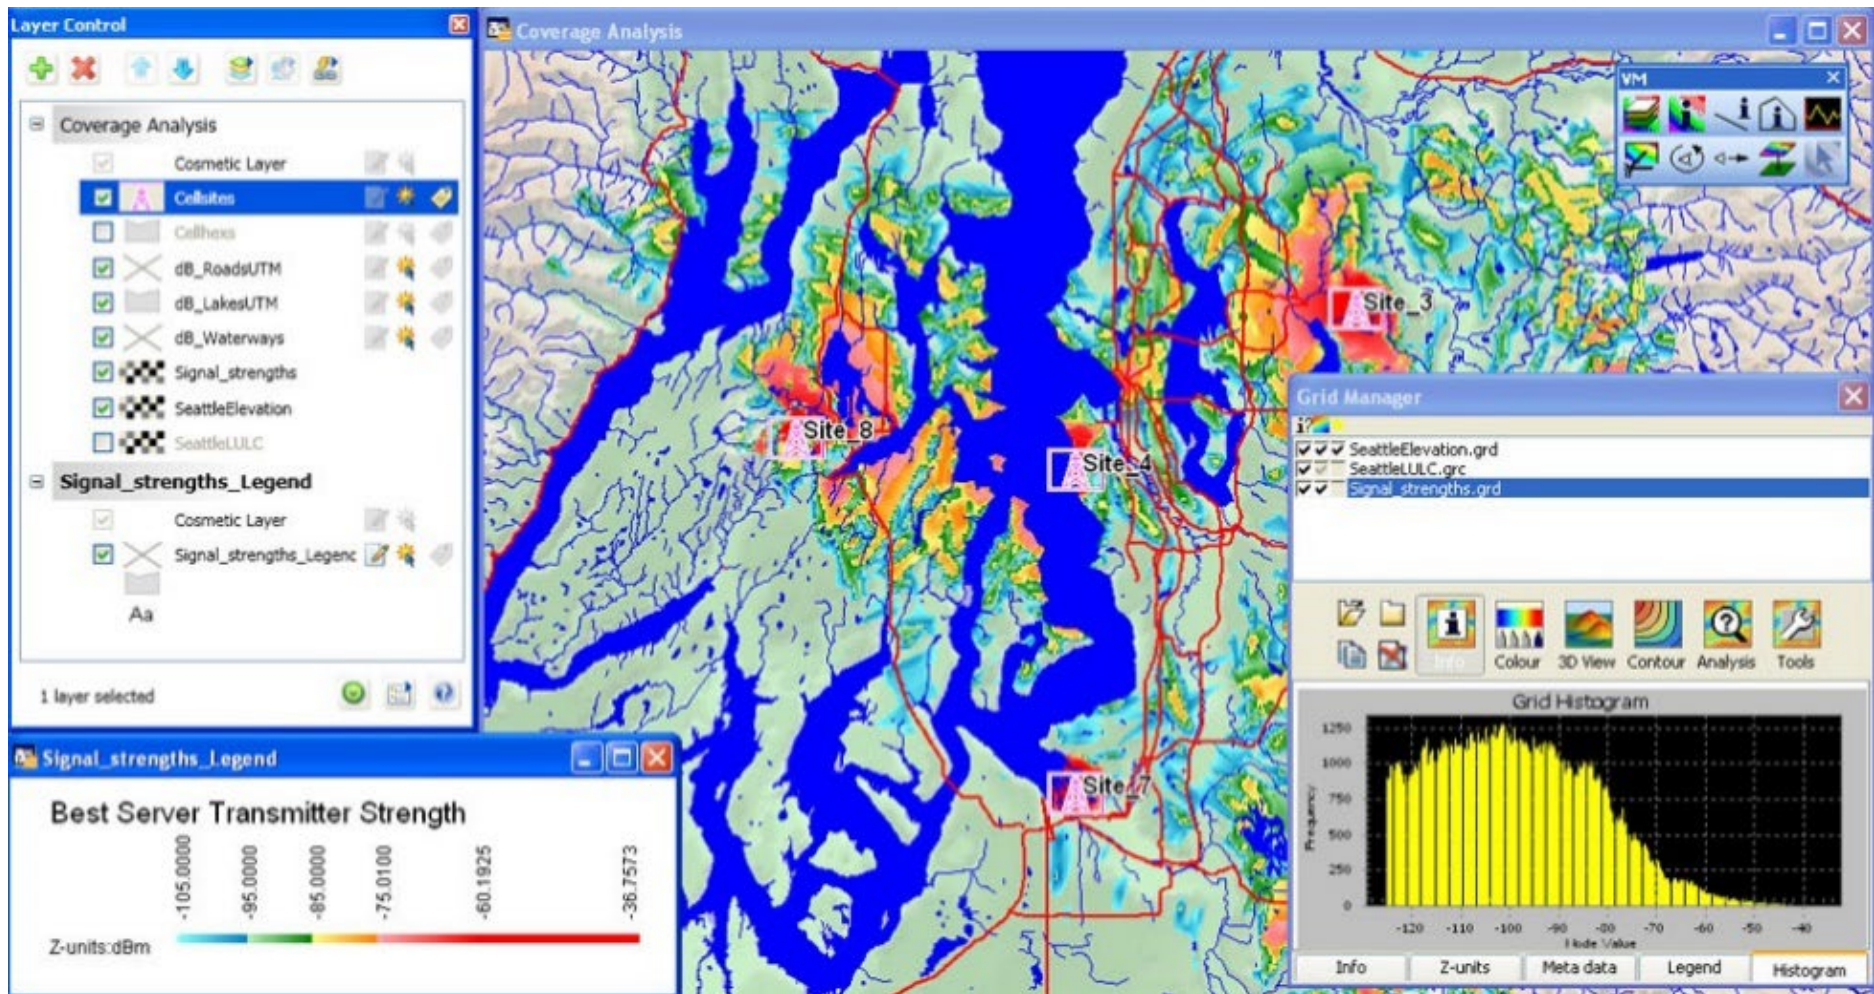 Layer Control
Coverage Analysis
Cosmetic Layer
Cellsites
Cellhexs
dB_RoadsUTM
dB_LakesUTM
dB_Waterways
Signal_strengths
SeattleElevation
SeattleLULC
Signal_strengths_Legend
Cosmetic Layer
Signal_strengths_Legenc
Aa
1 layer selected
Signal_strengths_Legend
Best Server Transmitter Strength
-105.0000
-95.0000
-85.0000
-75.0100
-60.1925
-36.7573
Z-units:dBm
Coverage Analysis
VM
Site_3
Site_8
Site_4
Site_7
Grid Manager
SeattleElevation.grd
SeattleLULC.grc
Signal_strengths.grd
Info Colour 3D View Contour Analysis Tools
Grid Histogram
Frequency
1250
1000
750
500
250
0
-120 -110 -100 -90 -80 -70 -60 -50 -40
Node Value
Info Z-units Meta data Legend Histogram